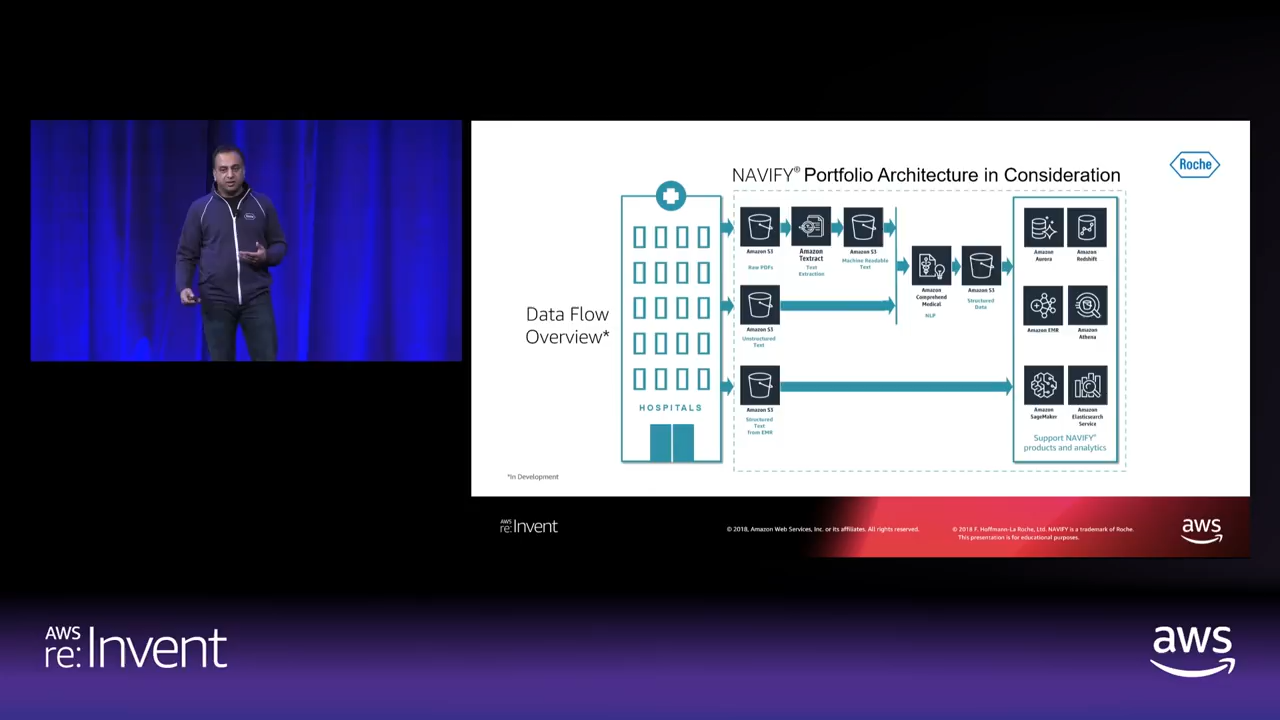 NAVIFY® Portfolio Architecture in Consideration
Roche
Data Flow
Overview*
HOSPITALS
Amazon S3
Raw PDFs
Amazon
Textract
Text
Extraction
Amazon S3
Machine Readable
Text
Amazon S3
Unstructured
Text
Amazon
Comprehend
Medical
NLP
Amazon S3
Structured
Data
Amazon S3
Structured
Text
from EMR
Amazon
Aurora
Amazon
Redshift
Amazon EMR
Amazon
Athena
Amazon
SageMaker
Amazon
Elasticsearch
Service
Support NAVIFY®
products and analytics
*In Development
AWS
re:Invent
© 2018, Amazon Web Services, Inc. or its affiliates. All rights reserved.
© 2018 F. Hoffmann-La Roche, Ltd. NAVIFY is a trademark of Roche.
This presentation is for educational purposes.
aws
AWS
re:Invent
aws